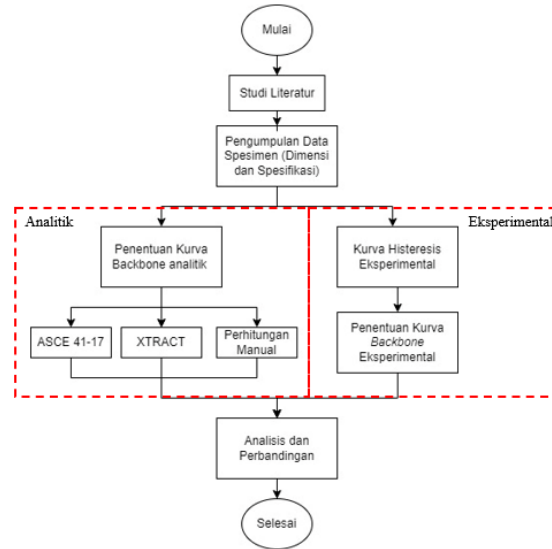 Mulai
Studi Literatur
Pengumpulan Data
Spesimen (Dimensi
dan Spesifikasi)
Analitik
Eksperimental
Penentuan Kurva
Backbone analitik
Kurva Histeresis
Eksperimental
ASCE 41-17
XTRACT
Perhitungan
Manual
Penentuan Kurva
Backbone
Eksperimental
Analisis dan
Perbandingan
Selesai